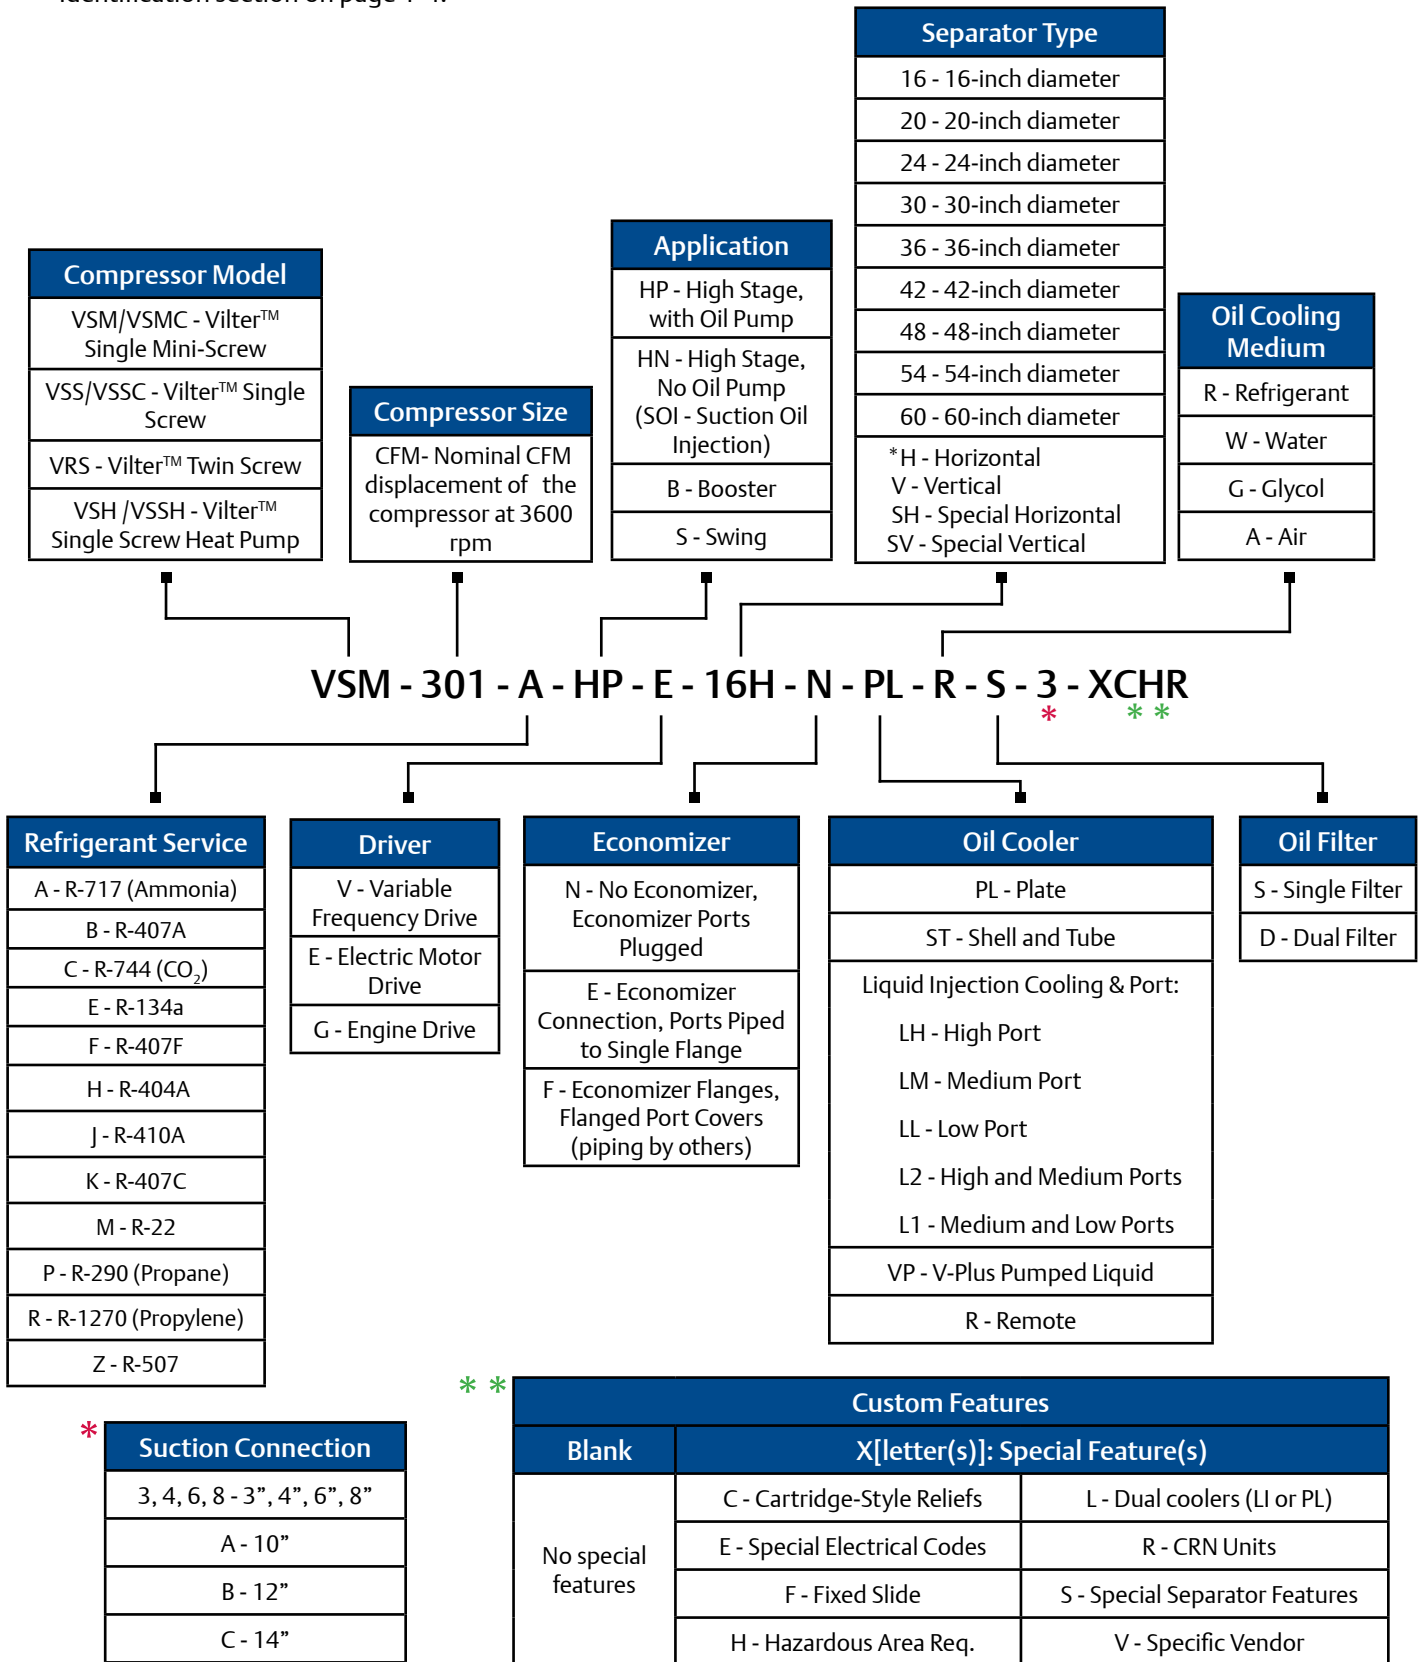 Separator Type
16 - 16-inch diameter
20 - 20-inch diameter
24 - 24-inch diameter
30 - 30-inch diameter
36 - 36-inch diameter
42 - 42-inch diameter
48 - 48-inch diameter
54 - 54-inch diameter
60 - 60-inch diameter
*H - Horizontal
V - Vertical
SH - Special Horizontal
SV - Special Vertical
Application
HP - High Stage,
with Oil Pump
HN - High Stage,
No Oil Pump
(SOI - Suction Oil
Injection)
B - Booster
S - Swing
Compressor Model
VSM/VSMC - Vilter™
Single Mini-Screw
VSS/VSSC - Vilter™ Single
Screw
VRS - Vilter™ Twin Screw
VSH /VSSH - Vilter™
Single Screw Heat Pump
Compressor Size
CFM- Nominal CFM
displacement of the
compressor at 3600
rpm
Oil Cooling
Medium
R - Refrigerant
W - Water
G - Glycol
A - Air
VSM - 301 - A - HP - E - 16H - N - PL - R - S - 3 - XCHR
* * *
Refrigerant Service
A - R-717 (Ammonia)
B - R-407A
C - R-744 (CO₂)
E - R-134a
F - R-407F
H - R-404A
J - R-410A
K - R-407C
M - R-22
P - R-290 (Propane)
R - R-1270 (Propylene)
Z - R-507
Driver
V - Variable
Frequency Drive
E - Electric Motor
Drive
G - Engine Drive
Economizer
N - No Economizer,
Economizer Ports
Plugged
E - Economizer
Connection, Ports Piped
to Single Flange
F - Economizer Flanges,
Flanged Port Covers
(piping by others)
Oil Cooler
PL - Plate
ST - Shell and Tube
Liquid Injection Cooling & Port:
LH - High Port
LM - Medium Port
LL - Low Port
L2 - High and Medium Ports
L1 - Medium and Low Ports
VP - V-Plus Pumped Liquid
R - Remote
Oil Filter
S - Single Filter
D - Dual Filter
*
Suction Connection
3, 4, 6, 8 - 3”, 4”, 6”, 8”
A - 10”
B - 12”
C - 14”
* *
Custom Features
Blank X[letter(s)]: Special Feature(s)
No special
features
C - Cartridge-Style Reliefs L - Dual coolers (LI or PL)
E - Special Electrical Codes R - CRN Units
F - Fixed Slide S - Special Separator Features
H - Hazardous Area Req. V - Specific Vendor